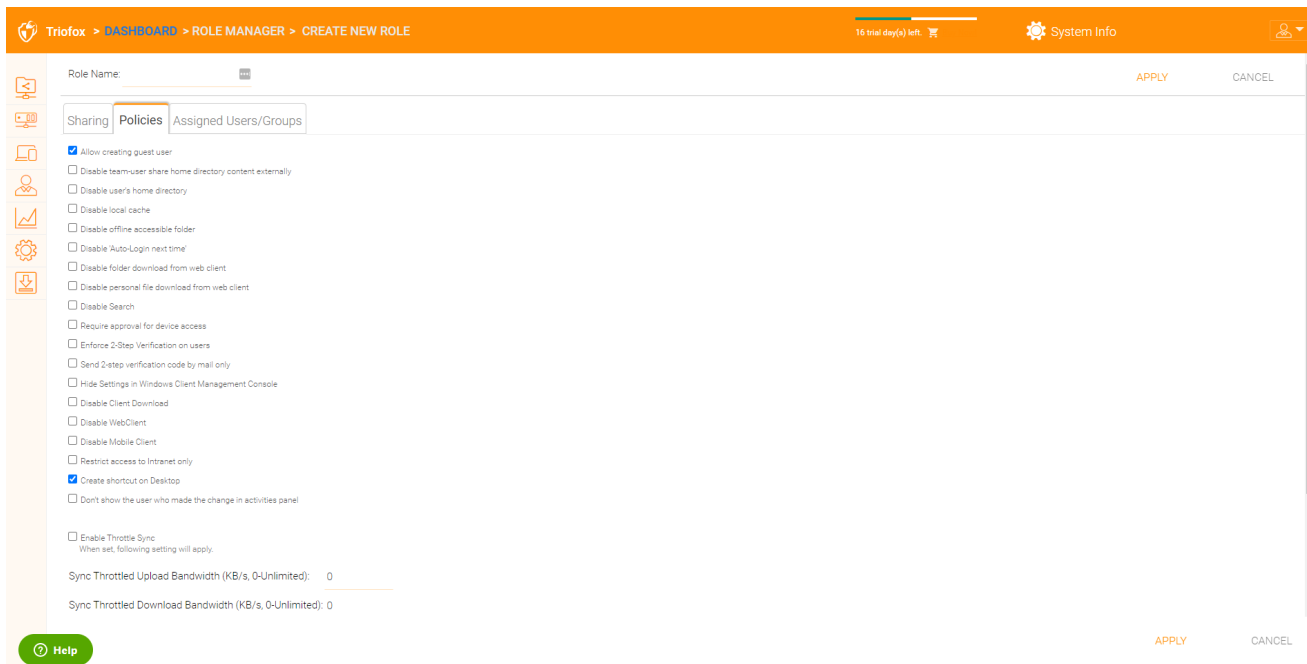 Triofox > DASHBOARD > ROLE MANAGER > CREATE NEW ROLE
16 trial day(s) left.
System Info
Role Name:
APPLY CANCEL
Sharing Policies Assigned Users/Groups
Allow creating guest user
Disable team-user share home directory content externally
Disable user's home directory
Disable local cache
Disable offline accessible folder
Disable 'Auto-Login next time'
Disable folder download from web client
Disable personal file download from web client
Disable Search
Require approval for device access
Enforce 2-Step Verification on users
Send 2-step verification code by mail only
Hide Settings in Windows Client Management Console
Disable Client Download
Disable WebClient
Disable Mobile Client
Restrict access to Intranet only
Create shortcut on Desktop
Don't show the user who made the change in activities panel
Enable Throttle Sync
When set, following setting will apply.
Sync Throttled Upload Bandwidth (KB/s, 0-Unlimited): 0
Sync Throttled Download Bandwidth (KB/s, 0-Unlimited): 0
Help
APPLY CANCEL